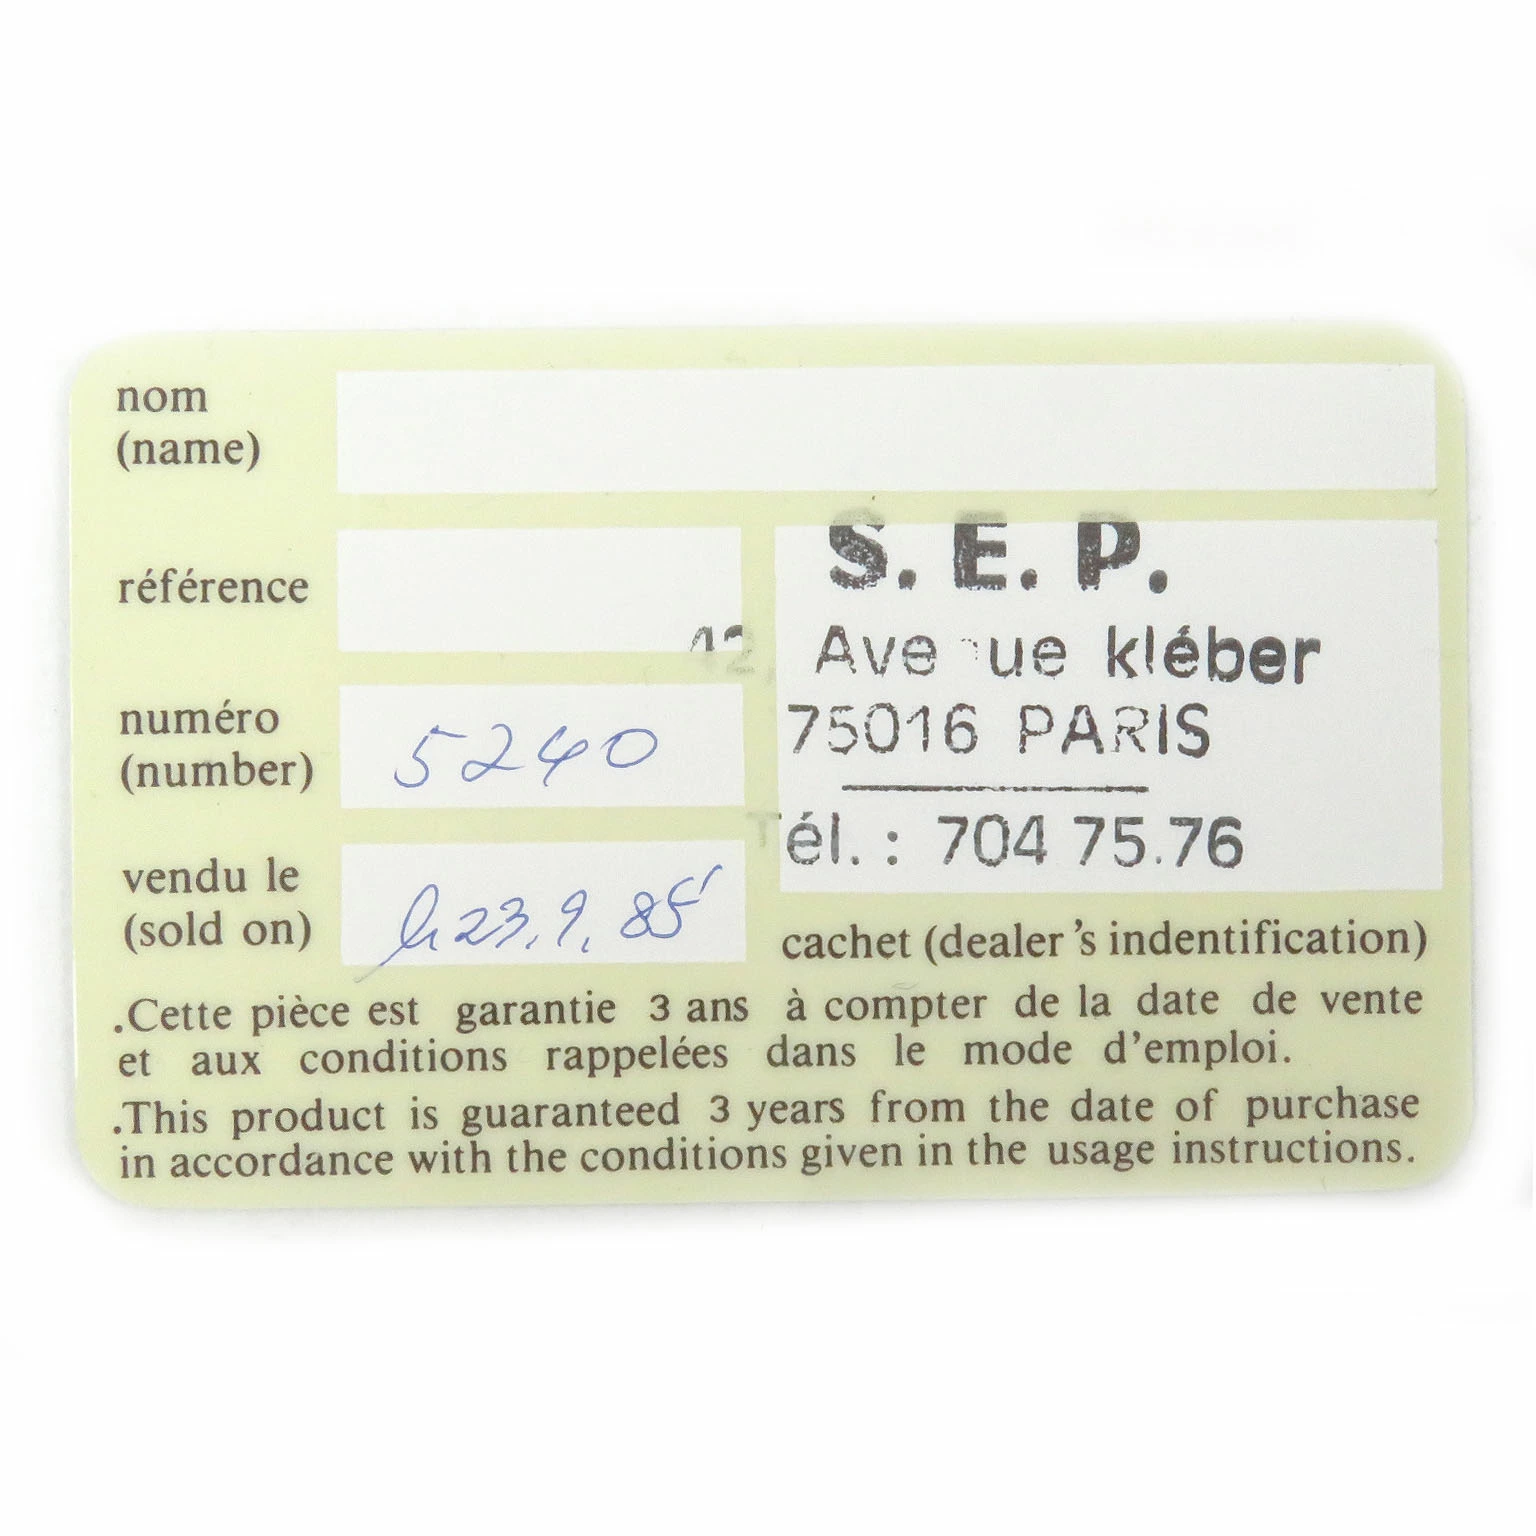 nom
(name)
référence
numéro
(number)
5240
vendu le
(sold on)
le 23.9.85
S.E.P.
42, Avenue kléber
75016 PARIS
Tél. : 704 75.76
cachet (dealer's indentification)
.Cette pièce est garantie 3 ans à compter de la date de vente
et aux conditions rappelées dans le mode d'emploi.
.This product is guaranteed 3 years from the date of purchase
in accordance with the conditions given in the usage instructions.